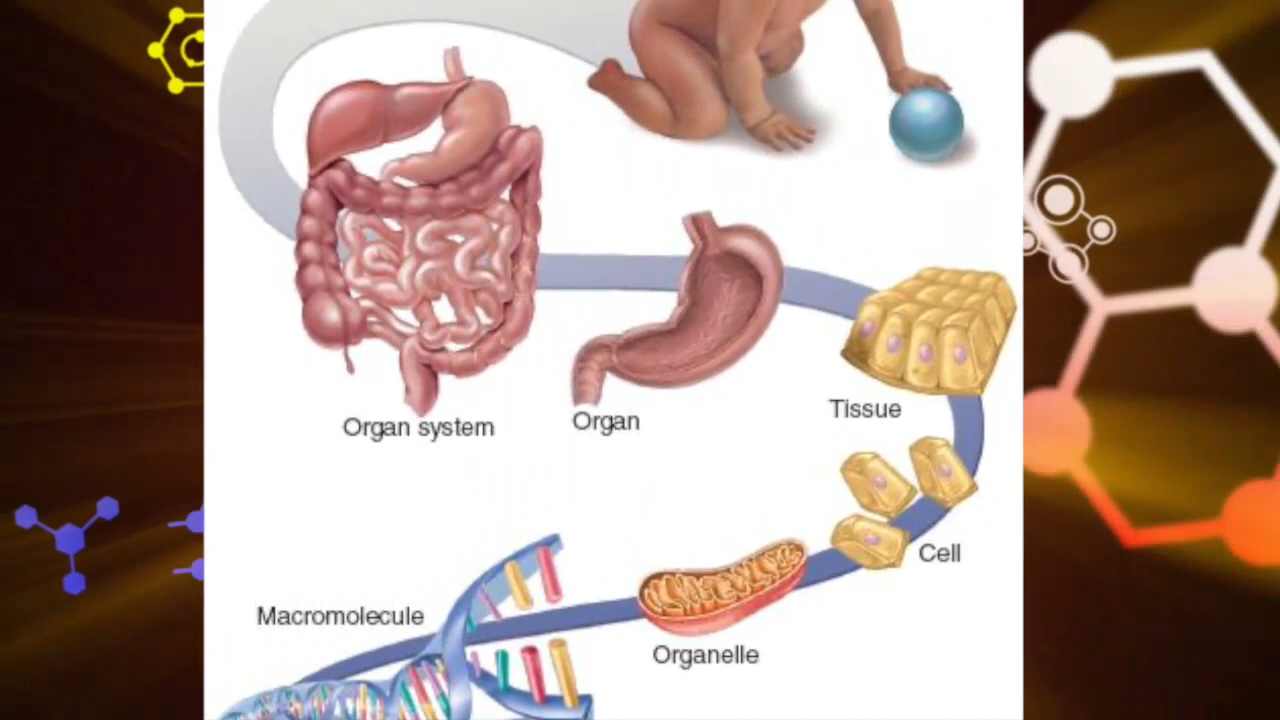 Organ system
Organ
Tissue
Cell
Macromolecule
Organelle